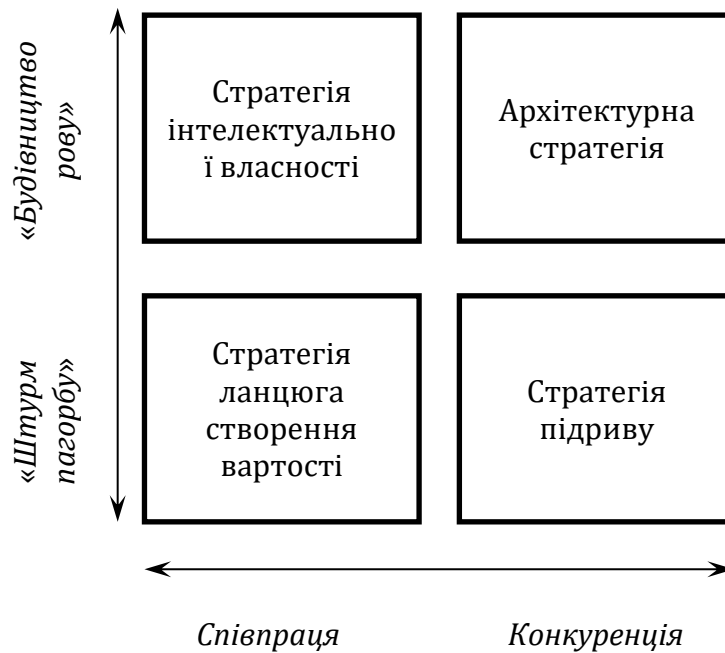 «Будівництво
рову»
Стратегія
інтелектуально
ї власності
Архітектурна
стратегія
«Штурм
пагорбу»
Стратегія
ланцюга
створення
вартості
Стратегія
підриву
Співпраця
Конкуренція